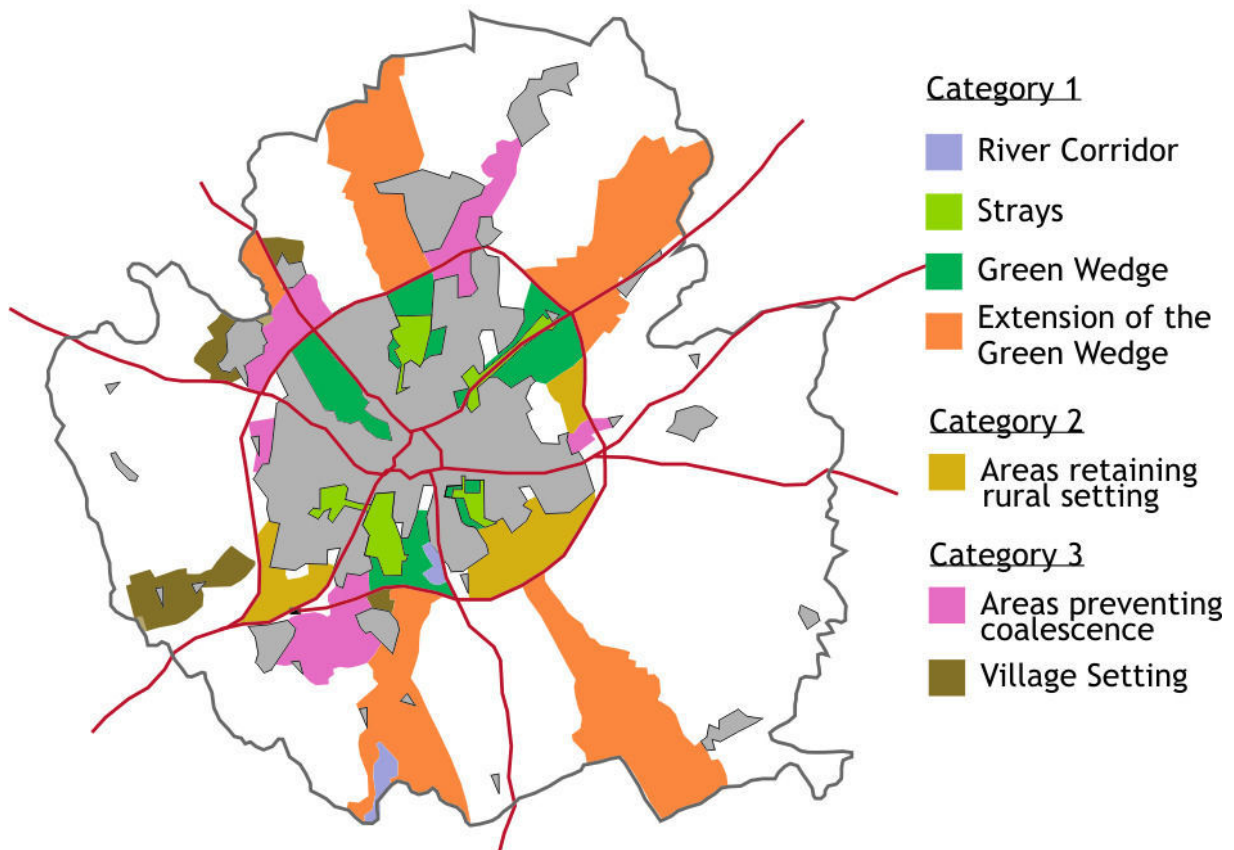 Category 1
River Corridor
Strays
Green Wedge
Extension of the
Green Wedge
Category 2
Areas retaining
rural setting
Category 3
Areas preventing
coalescence
Village Setting